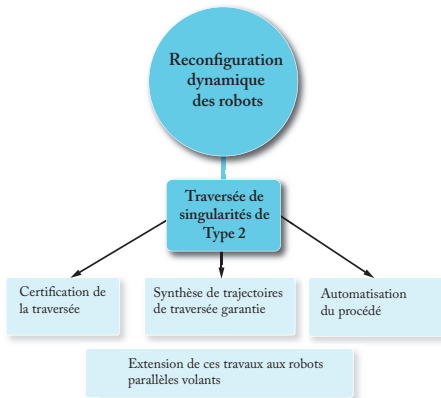 Reconfiguration
dynamique
des robots
Traversée de
singularités de
Type 2
Certification de
la traversée
Synthèse de trajectoires
de traversée garantie
Automatisation
du procédé
Extension de ces travaux aux robots
parallèles volants